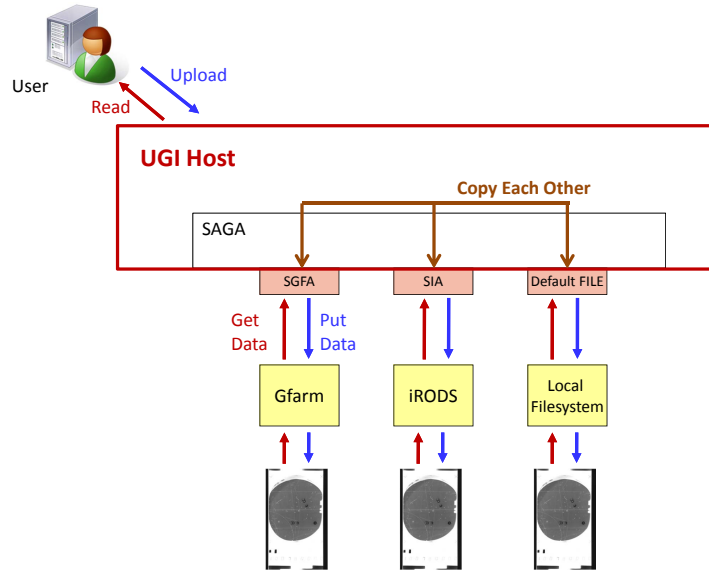 User
Upload
Read
UGI Host
Copy Each Other
SAGA
SGFA
SIA
Default FILE
Get
Data
Put
Data
Gfarm
iRODS
Local
Filesystem